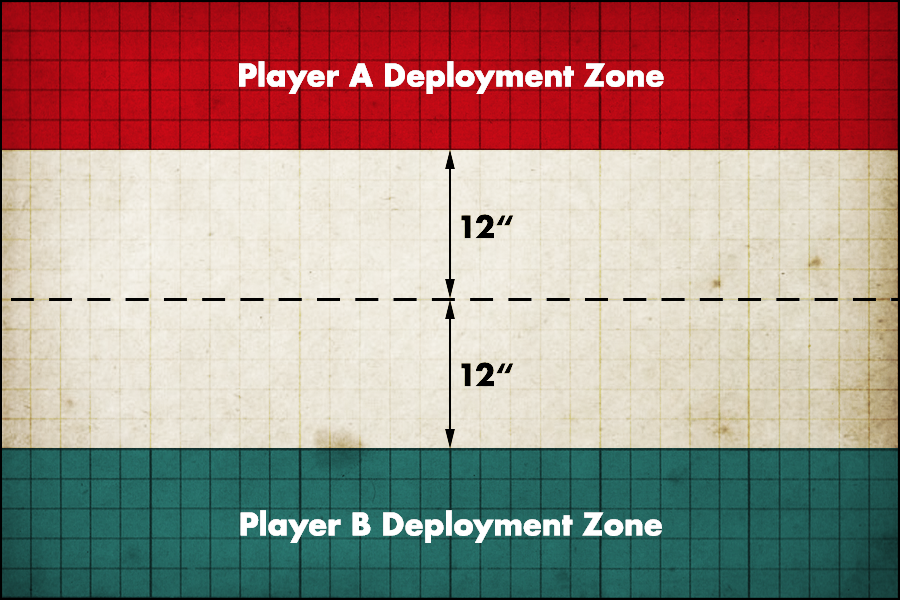 Player A Deployment Zone
12“
12“
Player B Deployment Zone